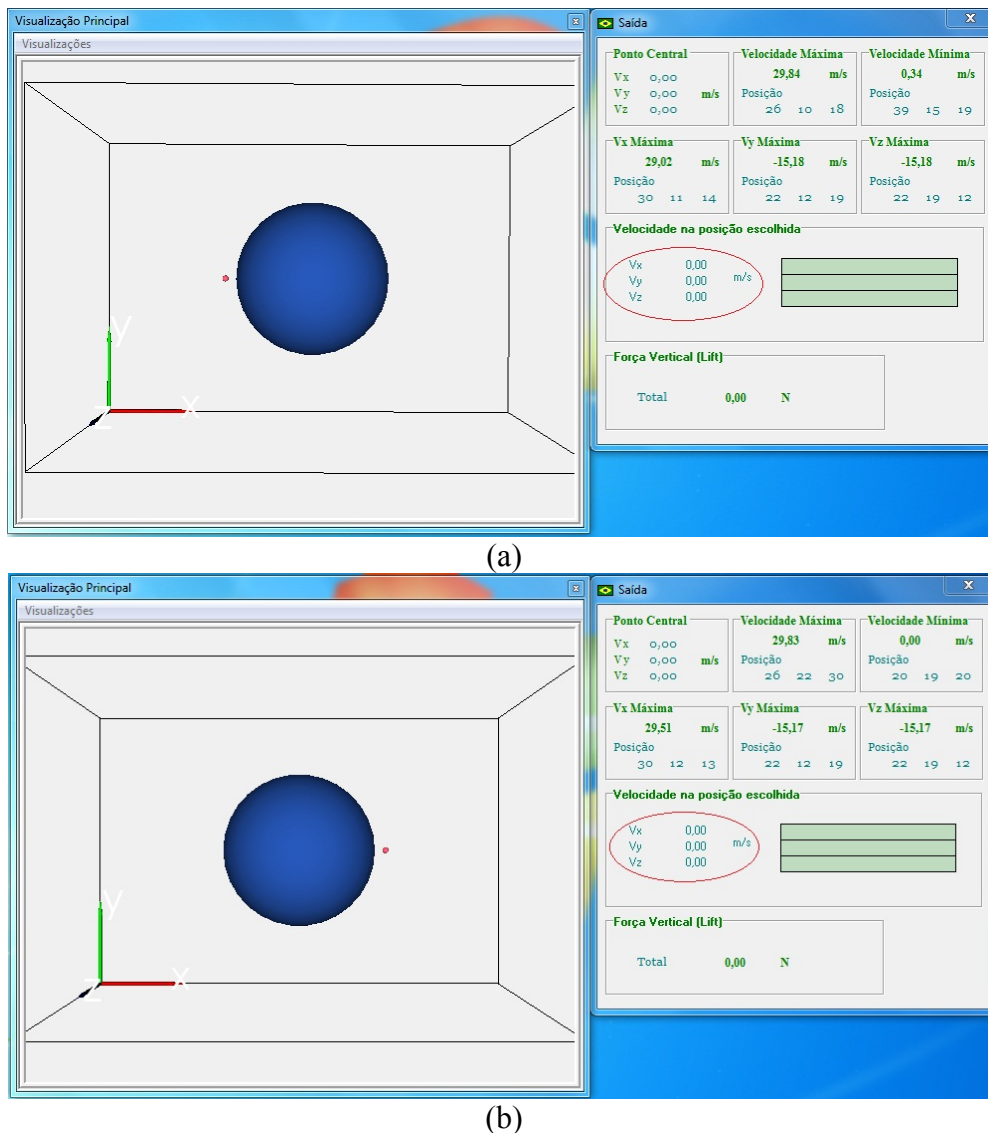 Visualização Principal
Visualizações
y
x
z
Saída
Ponto Central
Vx 0,00
Vy 0,00 m/s
Vz 0,00
Velocidade Máxima
29,84 m/s
Posição
26 10 18
Velocidade Mínima
0,34 m/s
Posição
39 15 19
Vx Máxima
29,02 m/s
Posição
30 11 14
Vy Máxima
-15,18 m/s
Posição
22 12 19
Vz Máxima
-15,18 m/s
Posição
22 19 12
Velocidade na posição escolhida
Vx 0,00
Vy 0,00 m/s
Vz 0,00
Força Vertical (Lift)
Total 0,00 N
(a)
Visualização Principal
Visualizações
y
x
z
Saída
Ponto Central
Vx 0,00
Vy 0,00 m/s
Vz 0,00
Velocidade Máxima
29,83 m/s
Posição
26 22 30
Velocidade Mínima
0,00 m/s
Posição
20 19 20
Vx Máxima
29,51 m/s
Posição
30 12 13
Vy Máxima
-15,17 m/s
Posição
22 12 19
Vz Máxima
-15,17 m/s
Posição
22 19 12
Velocidade na posição escolhida
Vx 0,00
Vy 0,00 m/s
Vz 0,00
Força Vertical (Lift)
Total 0,00 N
(b)